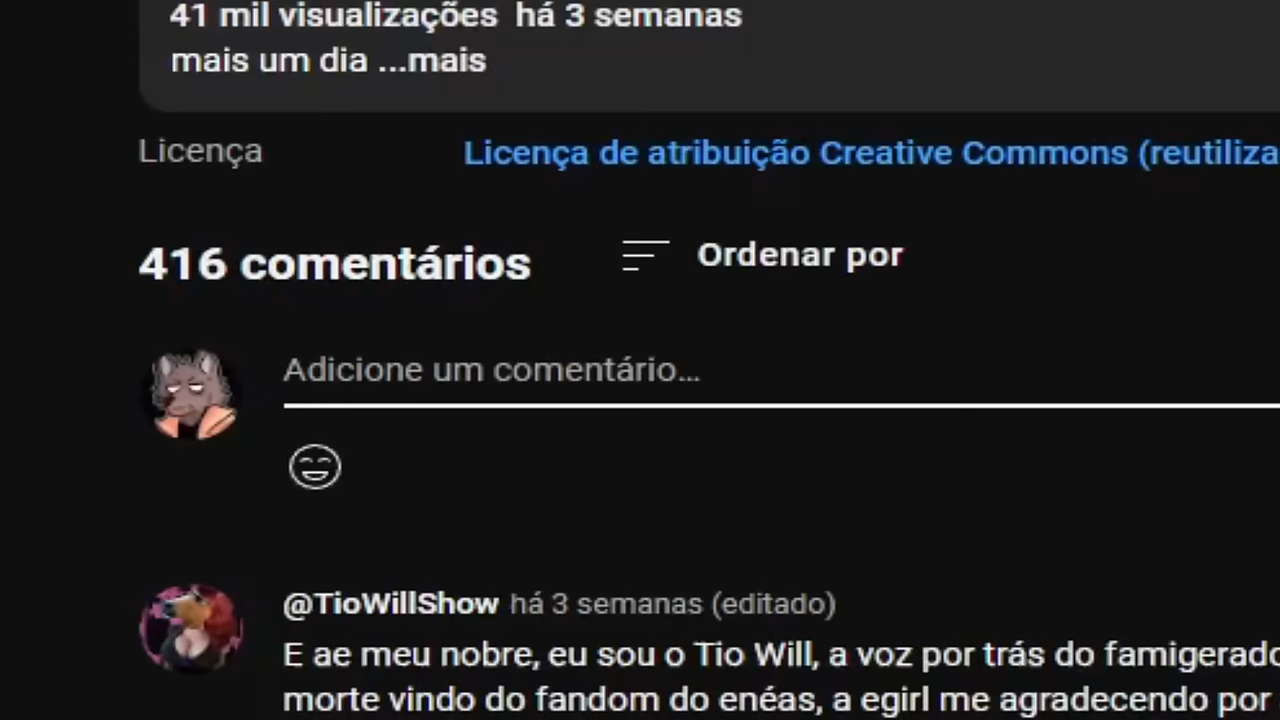 41 mil visualizações há 3 semanas
mais um dia ...mais
Licença
Licença de atribuição Creative Commons (reutiliza
416 comentários
Ordenar por
Adicione um comentário...
@TioWillShow há 3 semanas (editado)
E ae meu nobre, eu sou o Tio Will, a voz por trás do famigerado
morte vindo do fandom do enéas, a egirl me agradecendo por